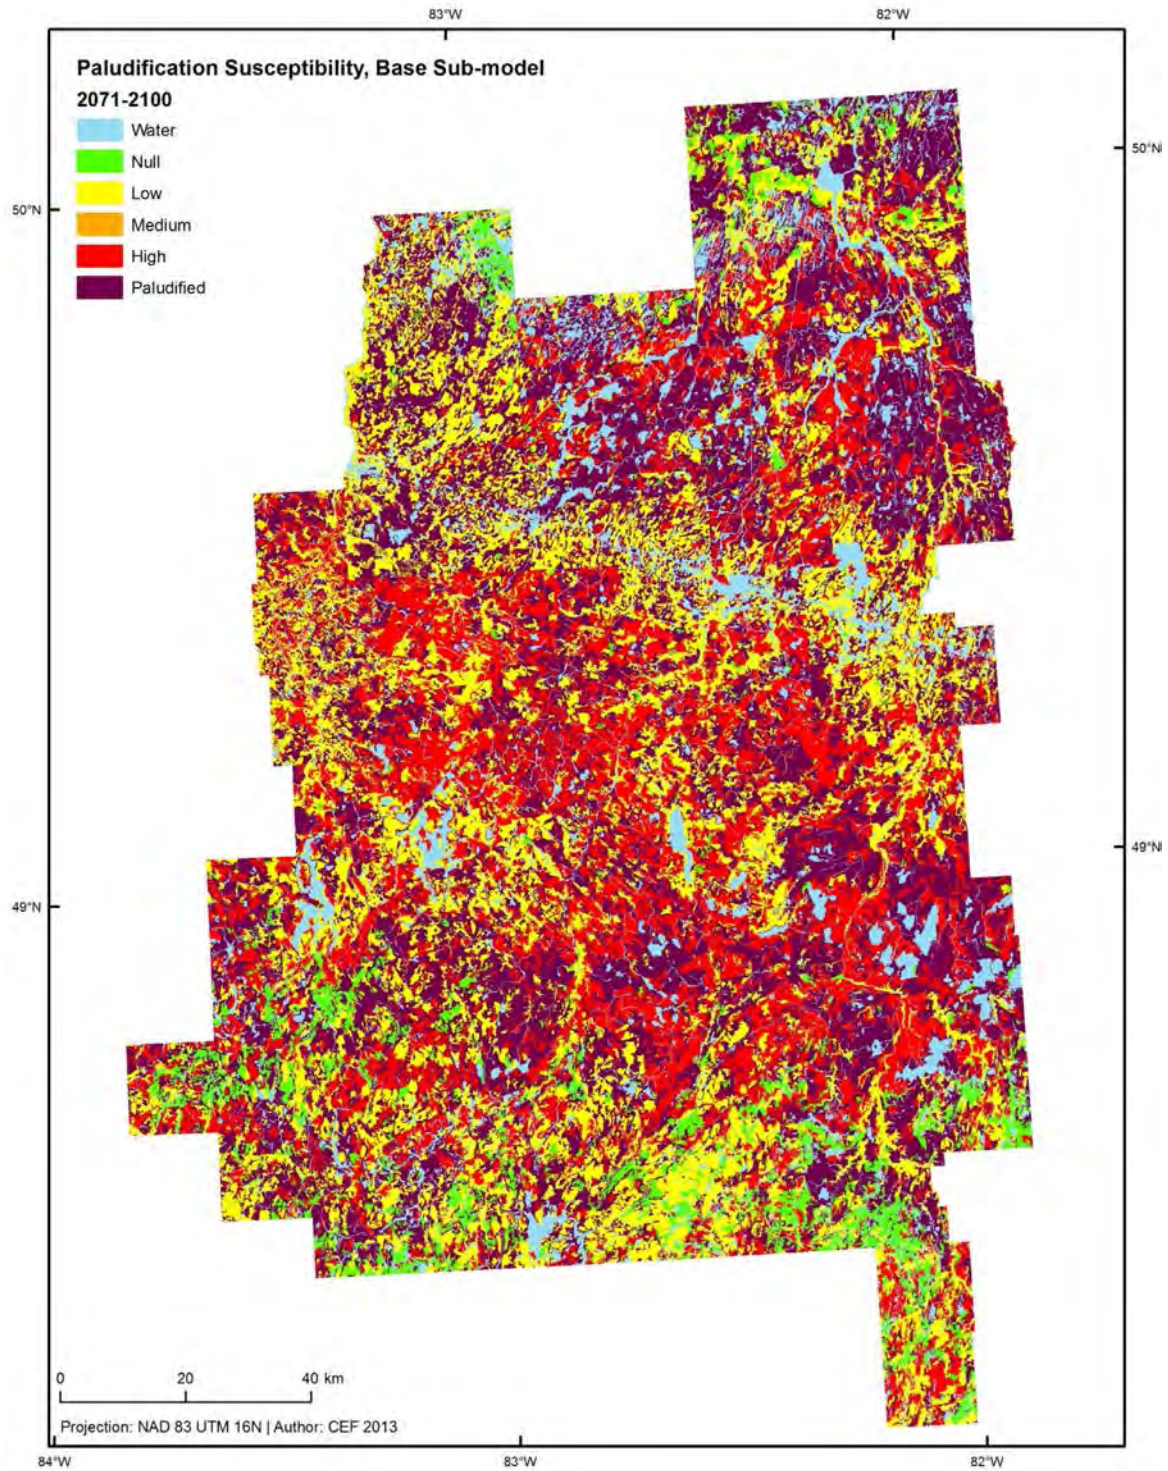 83°W
82°W
Paludification Susceptibility, Base Sub-model
2071-2100
Water
Null
Low
Medium
High
Paludified
50°N
50°N
49°N
49°N
0 20 40 km
Projection: NAD 83 UTM 16N | Author: CEF 2013
84°W
83°W
82°W